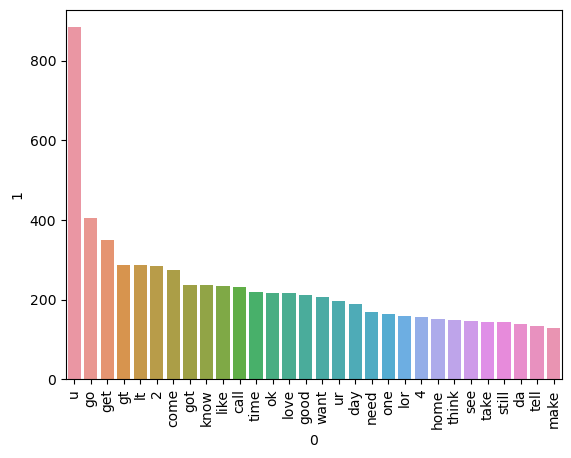 800
600
400
200
0
1
u
go
get
gt
lt
2
come
got
know
like
call
time
ok
love
good
want
ur
day
need
one
lor
4
home
think
see
take
still
da
tell
make
0